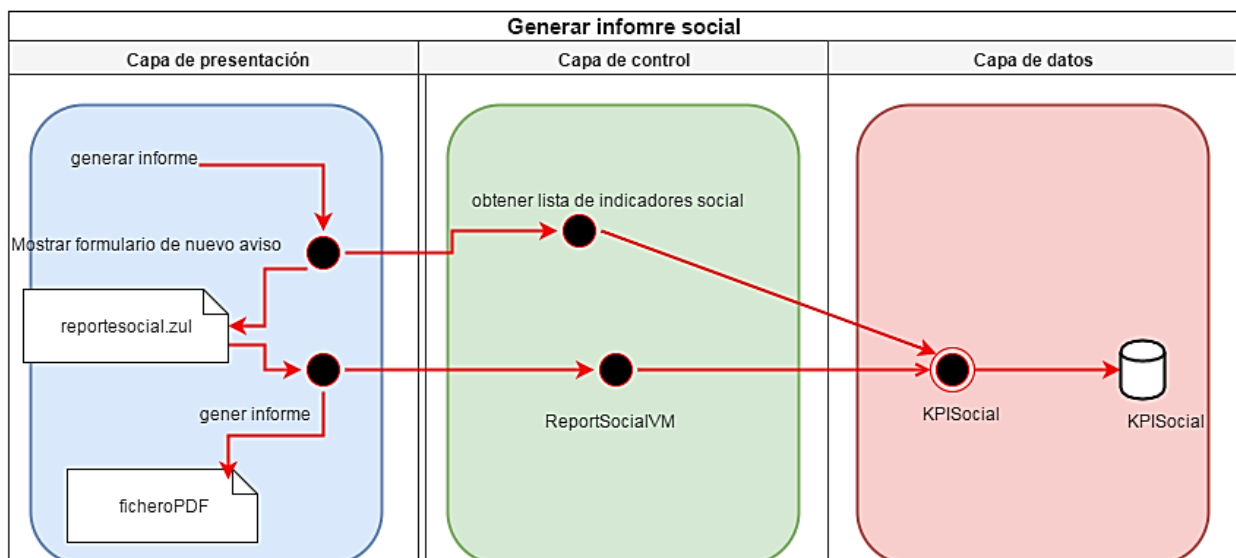 Generar infomre social
Capa de presentación
Capa de control
Capa de datos
generar informe
obtener lista de indicadores social
Mostrar formulario de nuevo aviso
reportesocial.zul
gener informe
ReportSocialVM
KPISocial
KPISocial
ficheroPDF